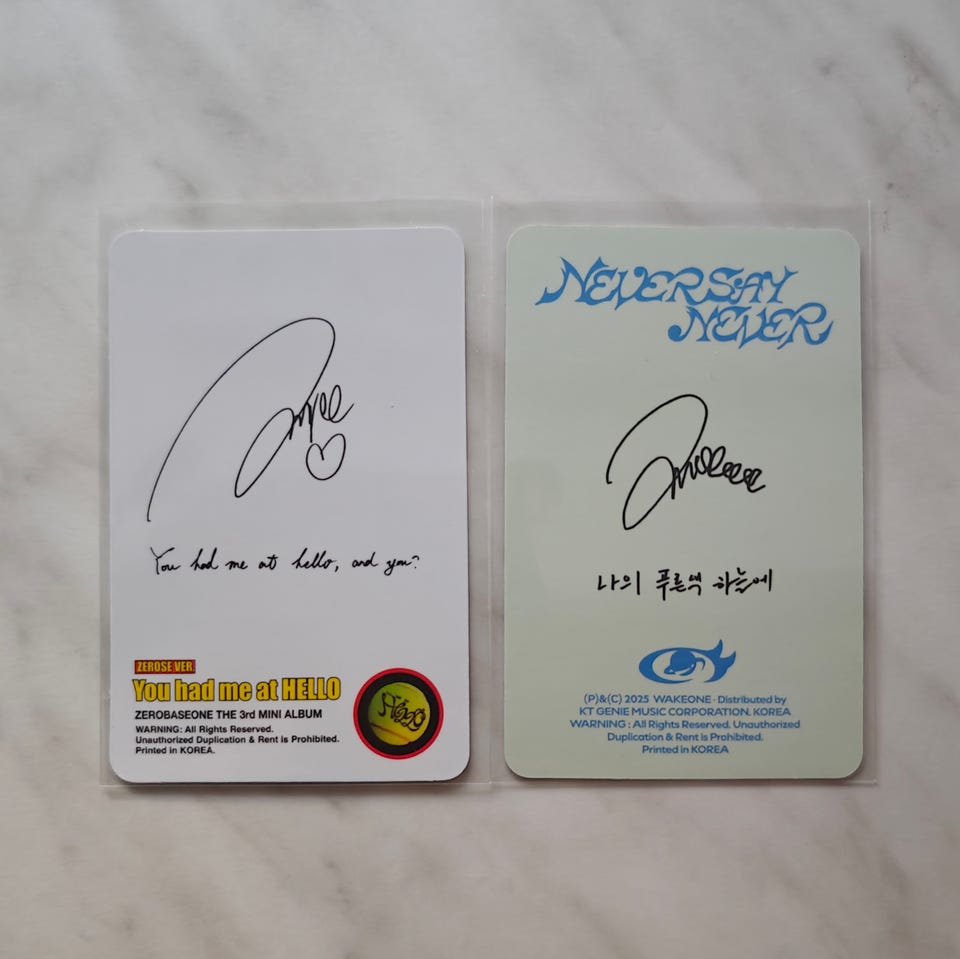 You had me at hello, and you?
ZEROSE VER.
You had me at HELLO
ZEROBASEONE THE 3rd MINI ALBUM
WARNING: All Rights Reserved.
Unauthorized Duplication & Rent is Prohibited.
Printed in KOREA.
HELLO
NEVER SAY
NEVER
나의 푸른색 하늘에
(P)&(C) 2025 WAKEONE · Distributed by
KT GENIE MUSIC CORPORATION. KOREA
WARNING : All Rights Reserved. Unauthorized
Duplication & Rent is Prohibited.
Printed in KOREA